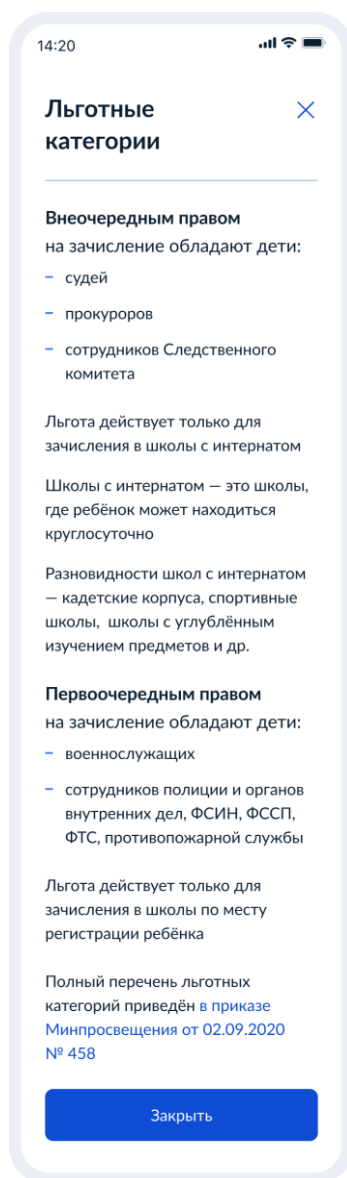 14:20
Льготные
категории
Внеочередным правом
на зачисление обладают дети:
– судей
– прокуроров
– сотрудников Следственного
комитета
Льгота действует только для
зачисления в школы с интернатом
Школы с интернатом — это школы,
где ребёнок может находиться
круглосуточно
Разновидности школ с интернатом
— кадетские корпуса, спортивные
школы, школы с углублённым
изучением предметов и др.
Первоочередным правом
на зачисление обладают дети:
– военнослужащих
– сотрудников полиции и органов
внутренних дел, ФСИН, ФССП,
ФТС, противопожарной службы
Льгота действует только для
зачисления в школы по месту
регистрации ребёнка
Полный перечень льготных
категорий приведён в приказе
Минпросвещения от 02.09.2020
№ 458
Закрыть